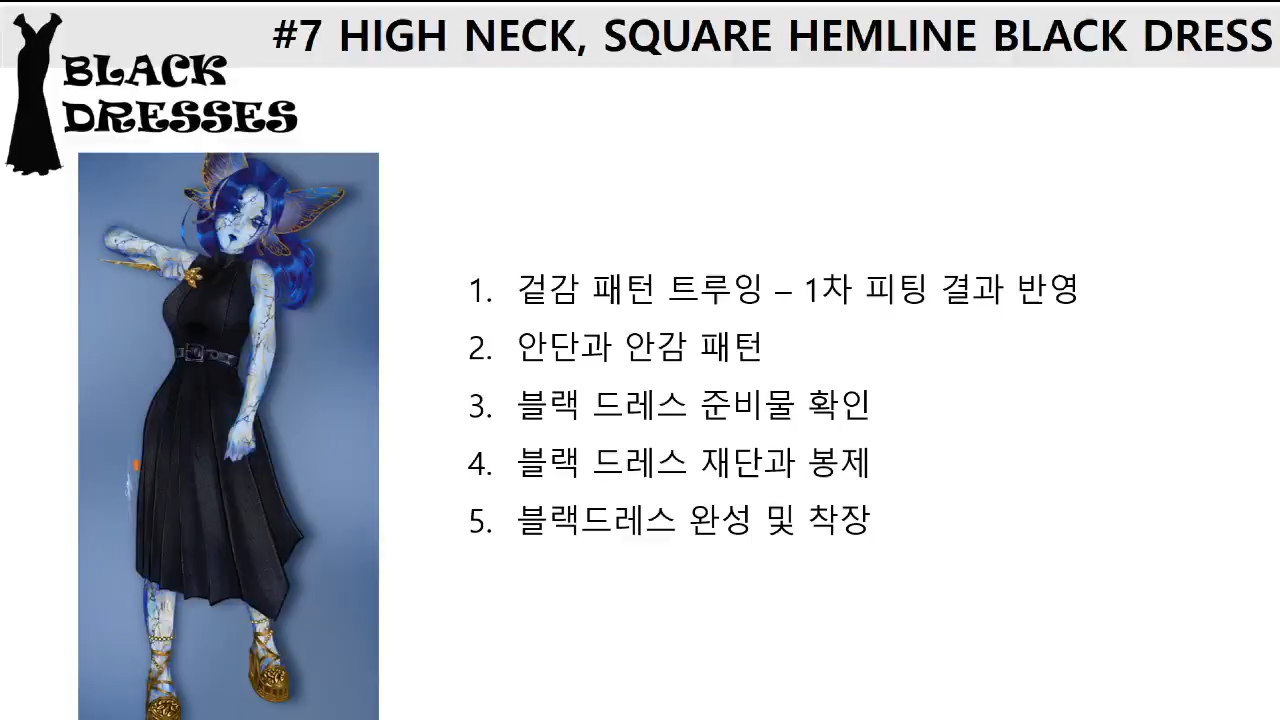 #7 HIGH NECK, SQUARE HEMLINE BLACK DRESS
BLACK
DRESSES
1. 겉감 패턴 트루잉 – 1차 피팅 결과 반영
2. 안단과 안감 패턴
3. 블랙 드레스 준비물 확인
4. 블랙 드레스 재단과 봉제
5. 블랙드레스 완성 및 착장